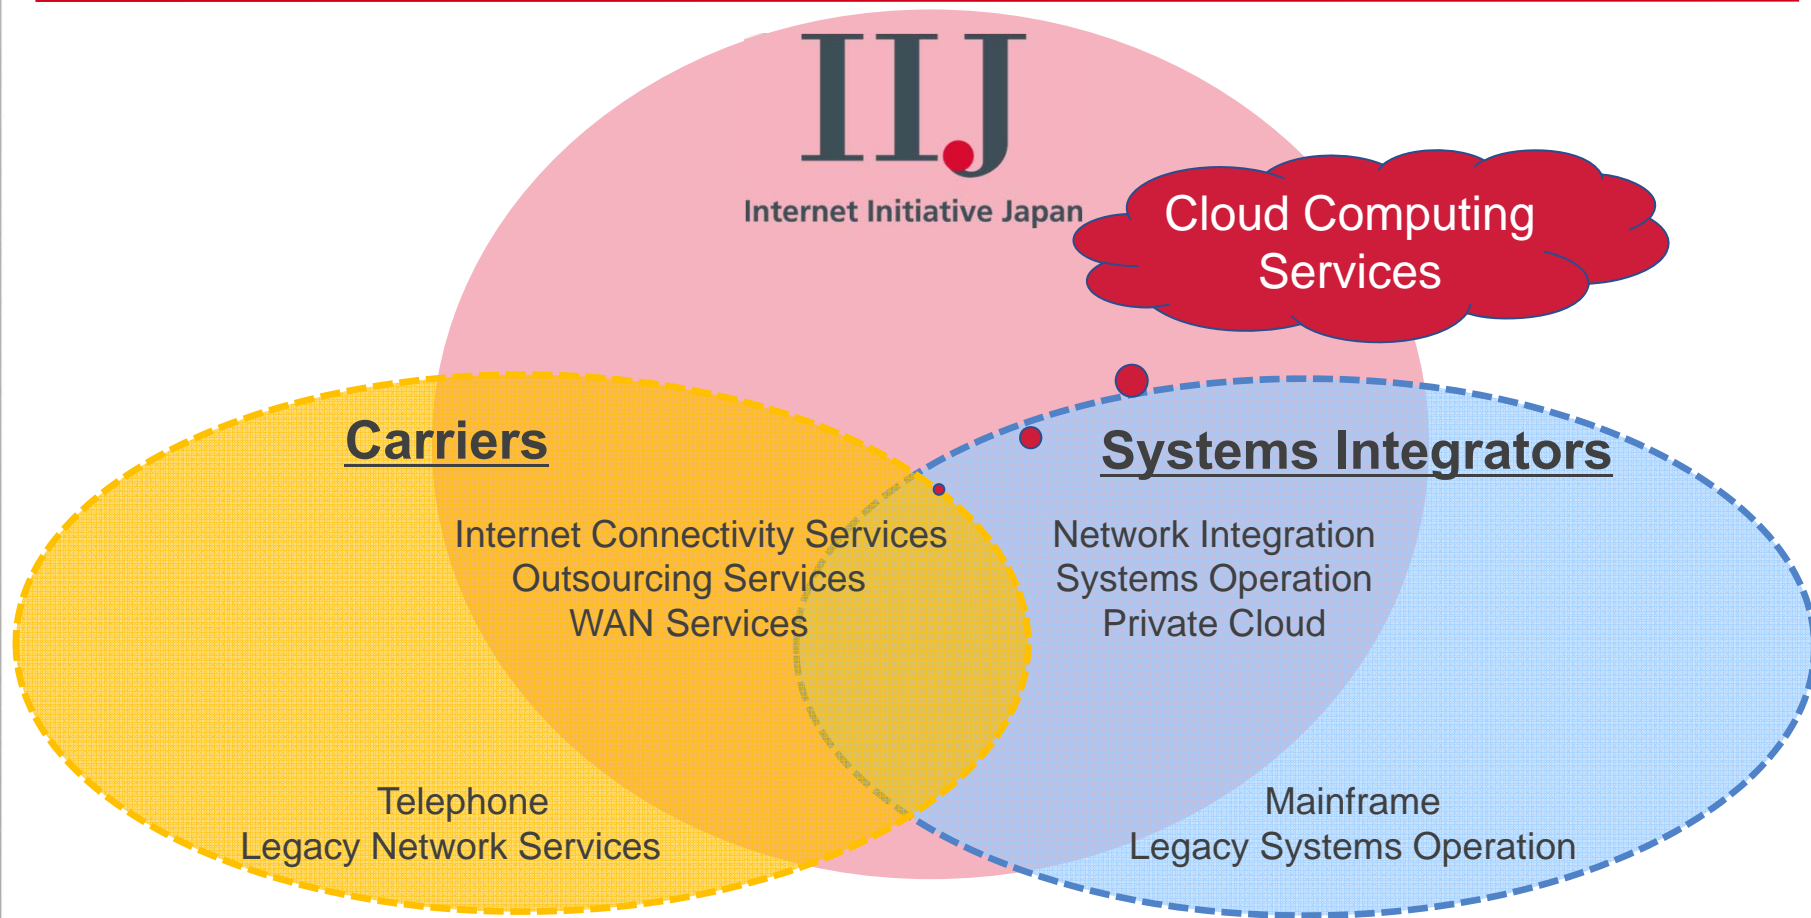 IIJ
Internet Initiative Japan
Cloud Computing
Services
Carriers
Systems Integrators
Internet Connectivity Services
Outsourcing Services
WAN Services
Network Integration
Systems Operation
Private Cloud
Telephone
Legacy Network Services
Mainframe
Legacy Systems Operation